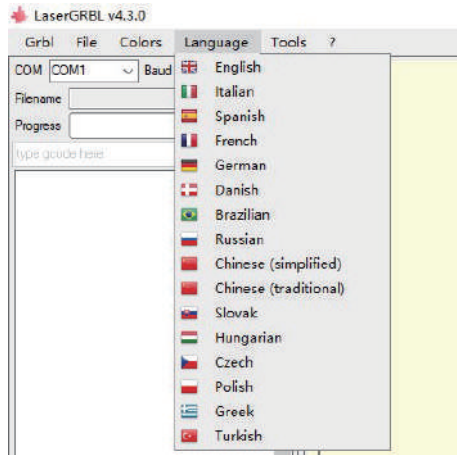 LaserGRBL v4.3.0
Grbl File Colors Language Tools ?
COM COM1 Baud
Filename
Progress
type gcode here
English
Italian
Spanish
French
German
Danish
Brazilian
Russian
Chinese (simplified)
Chinese (traditional)
Slovak
Hungarian
Czech
Polish
Greek
Turkish